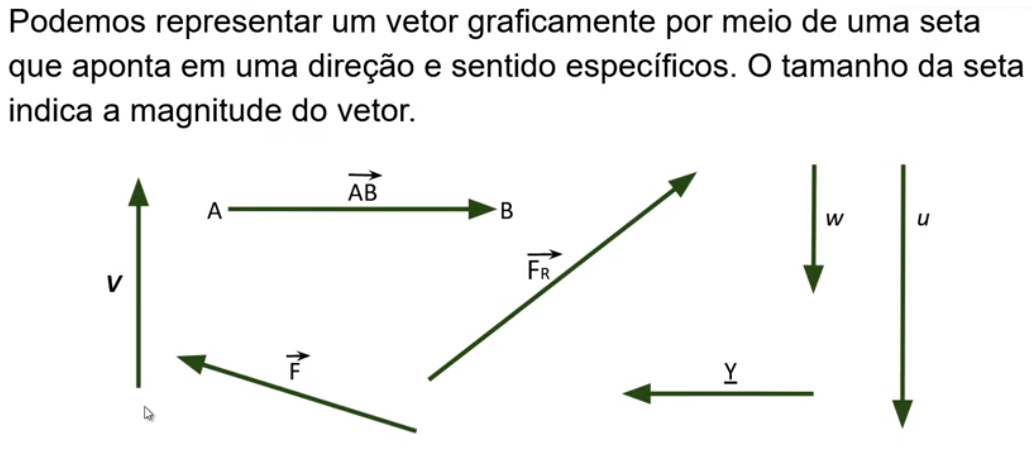 Podemos representar um vetor graficamente por meio de uma seta
que aponta em uma direção e sentido específicos. O tamanho da seta
indica a magnitude do vetor.
AB
A
B
w
u
FR
V
F
Y